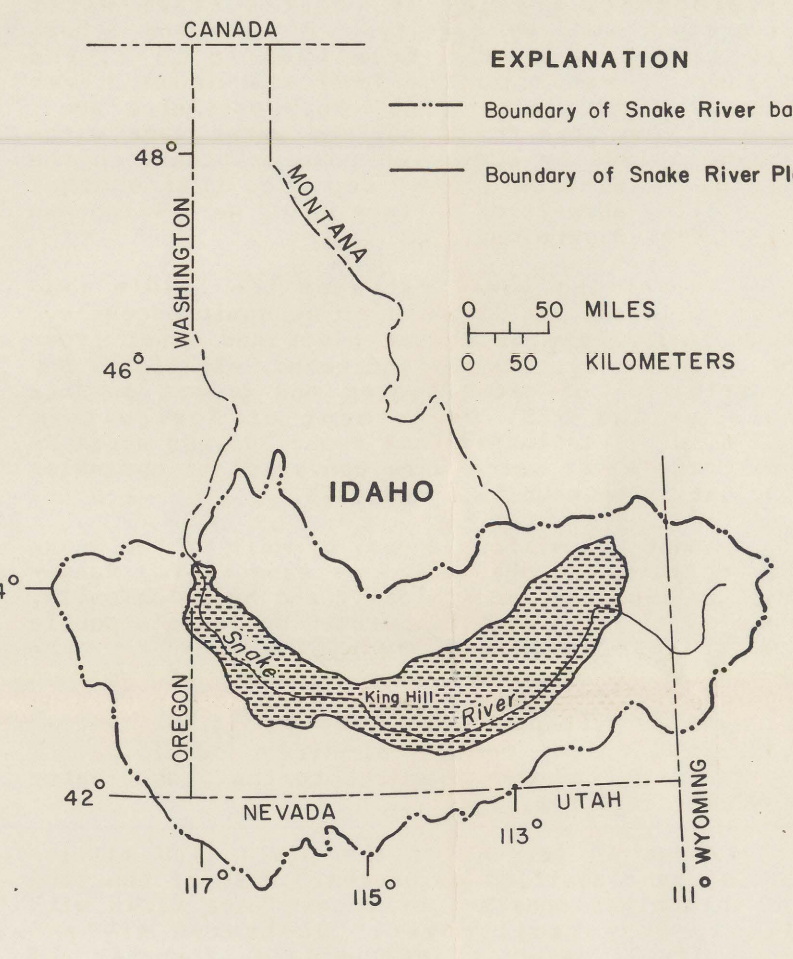 CANADA
EXPLANATION
Boundary of Snake River ba
Boundary of Snake River Pl
48°
MONTANA
WASHINGTON
0 50 MILES
0 50 KILOMETERS
46°
IDAHO
4°
Snake
King Hill
River
OREGON
42°
NEVADA
UTAH
WYOMING
113°
117°
115°
111°